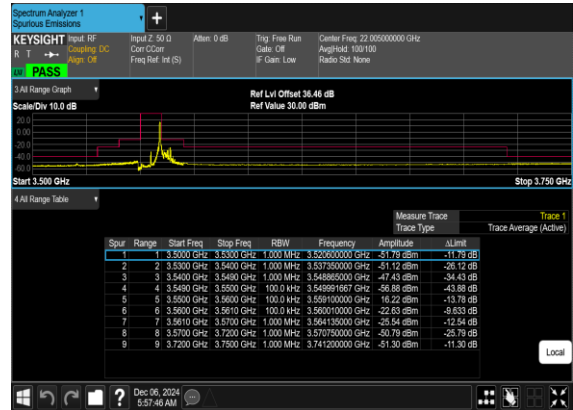 Spectrum Analyzer 1
Spurious Emissions
+
KEYSIGHT Input: RF Input Z: 50 Ω Atten: 0 dB Trig: Free Run Center Freq: 22.005000000 GHz
R T Coupling: DC Corr CCorr Gate: Off Avg|Hold: 100/100
Align: Off Freq Ref: Int (S) IF Gain: Low Radio Std: None
PASS
3 All Range Graph Ref Lvl Offset 36.46 dB
Scale/Div 10.0 dB Ref Value 30.00 dBm
20.0
0.00
-20.0
-40.0
-60.0
Start 3.500 GHz Stop 3.750 GHz
4 All Range Table
Measure Trace Trace 1
Trace Type Trace Average (Active)
Spur Range Start Freq Stop Freq RBW Frequency Amplitude ΔLimit
1 1 3.5000 GHz 3.5300 GHz 1.000 MHz 3.520600000 GHz -51.79 dBm -11.79 dB
2 2 3.5300 GHz 3.5400 GHz 1.000 MHz 3.537350000 GHz -51.12 dBm -26.12 dB
3 3 3.5400 GHz 3.5490 GHz 1.000 MHz 3.548865000 GHz -47.43 dBm -34.43 dB
4 4 3.5490 GHz 3.5500 GHz 100.0 kHz 3.549991667 GHz -56.88 dBm -43.88 dB
5 5 3.5500 GHz 3.5600 GHz 100.0 kHz 3.559100000 GHz 16.22 dBm -13.78 dB
6 6 3.5600 GHz 3.5610 GHz 100.0 kHz 3.560010000 GHz -22.63 dBm -9.633 dB
7 7 3.5610 GHz 3.5700 GHz 1.000 MHz 3.564135000 GHz -25.54 dBm -12.54 dB
8 8 3.5700 GHz 3.7200 GHz 1.000 MHz 3.570750000 GHz -50.79 dBm -25.79 dB
9 9 3.7200 GHz 3.7500 GHz 1.000 MHz 3.741200000 GHz -51.30 dBm -11.30 dB
Local
? Dec 06, 2024
5:57:46 AM